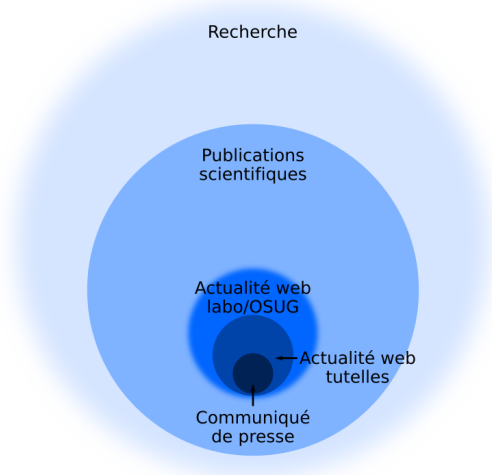 Recherche
Publications
scientifiques
Actualité web
labo/OSUG
Actualité web
tutelles
Communiqué
de presse